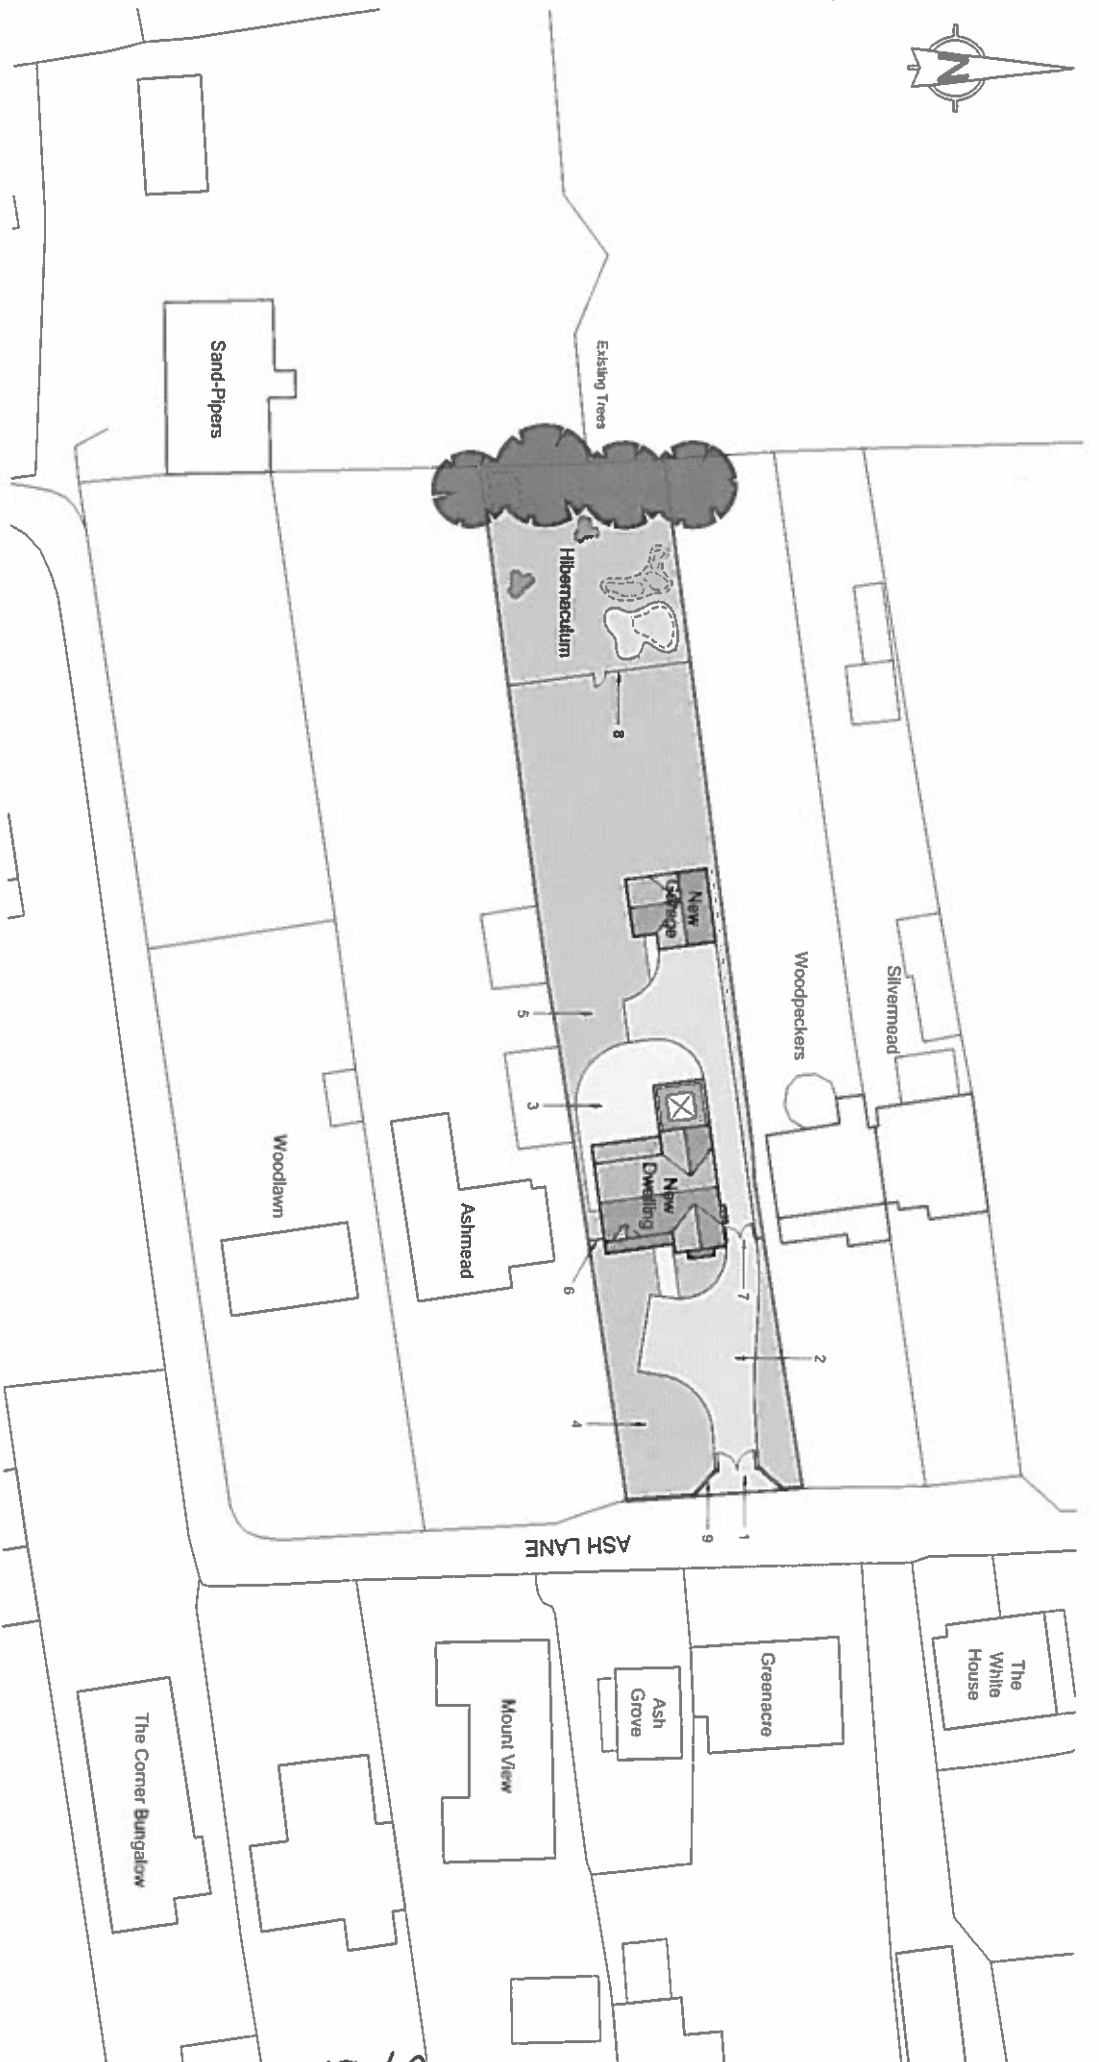 N
Existing Trees
Sand-Pipers
Hibernaculum
8
New
Garage
Woodpeckers
Silvermead
5
3
New
Dwelling
Woodlawn
Ashmead
6
7
2
4
9
1
ASH LANE
The
White
House
Greenacre
Ash
Grove
Mount View
The Corner Bungalow